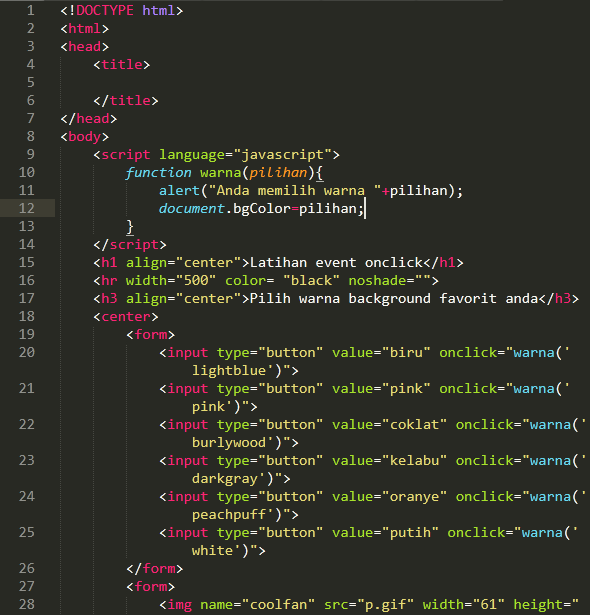 1 <!DOCTYPE html>
2 <html>
3 <head>
4 <title>
5
6 </title>
7 </head>
8 <body>
9 <script language="javascript">
10 function warna(pilihan){
11 alert("Anda memilih warna "+pilihan);
12 document.bgColor=pilihan;
13 }
14 </script>
15 <h1 align="center">Latihan event onclick</h1>
16 <hr width="500" color= "black" noshade="">
17 <h3 align="center">Pilih warna background favorit anda</h3>
18 <center>
19 <form>
20 <input type="button" value="biru" onclick="warna('
lightblue')">
21 <input type="button" value="pink" onclick="warna('
pink')">
22 <input type="button" value="coklat" onclick="warna('
burlywood')">
23 <input type="button" value="kelabu" onclick="warna('
darkgray')">
24 <input type="button" value="oranye" onclick="warna('
peachpuff')">
25 <input type="button" value="putih" onclick="warna('
white')">
26 </form>
27 <form>
28 <img name="coolfan" src="p.gif" width="61" height="